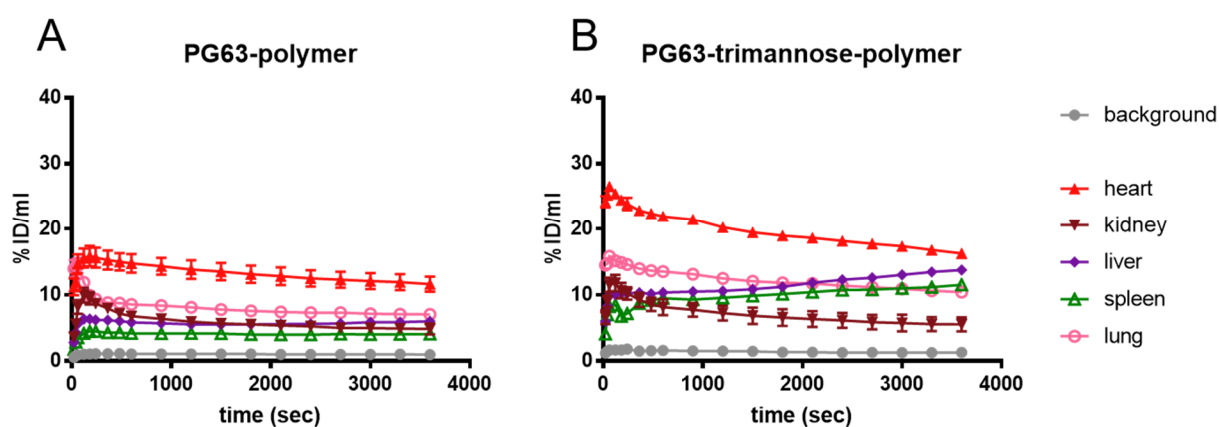 A
PG63-polymer
40
30
20
10
0
% ID/ml
0
1000
2000
3000
4000
time (sec)
B
PG63-trimannose-polymer
40
30
20
10
0
% ID/ml
0
1000
2000
3000
4000
time (sec)
background
heart
kidney
liver
spleen
lung